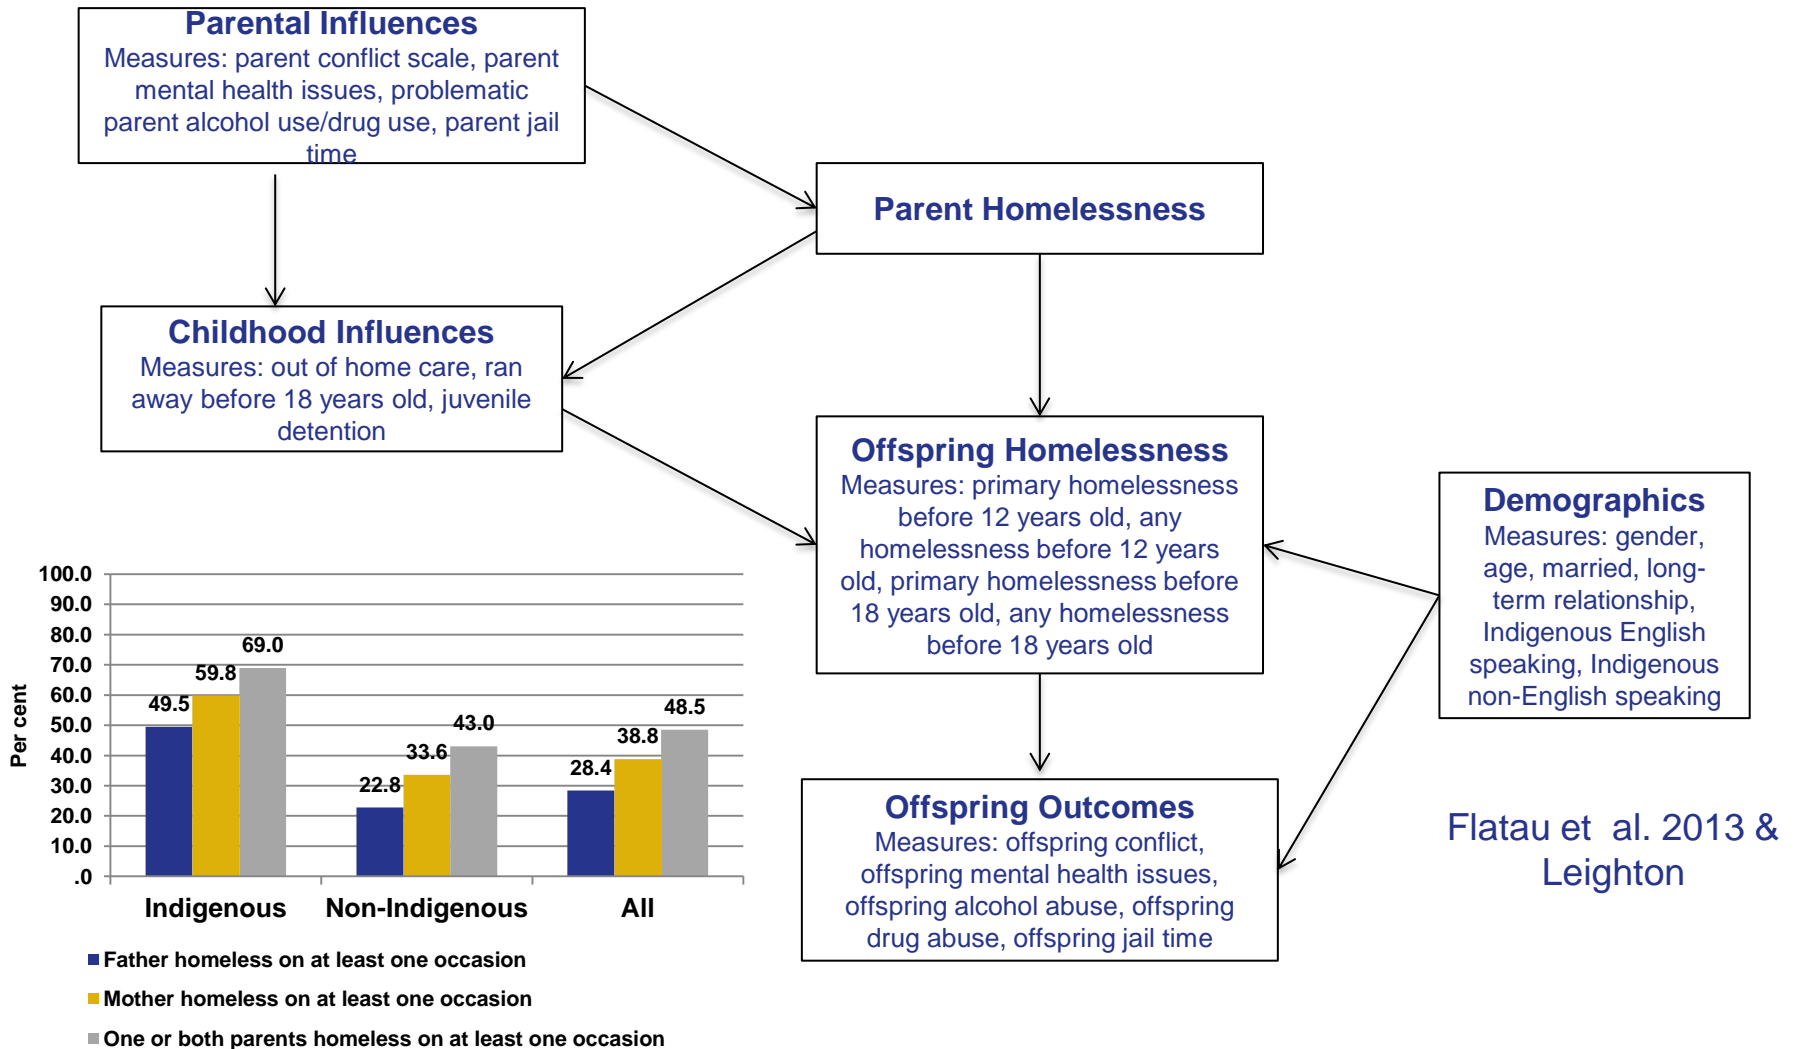 Parental Influences
Measures: parent conflict scale, parent
mental health issues, problematic
parent alcohol use/drug use, parent jail
time
Parent Homelessness
Childhood Influences
Measures: out of home care, ran
away before 18 years old, juvenile
detention
Offspring Homelessness
Measures: primary homelessness
before 12 years old, any
homelessness before 12 years
old, primary homelessness before
18 years old, any homelessness
before 18 years old
Demographics
Measures: gender,
age, married, long-
term relationship,
Indigenous English
speaking, Indigenous
non-English speaking
Offspring Outcomes
Measures: offspring conflict,
offspring mental health issues,
offspring alcohol abuse, offspring
drug abuse, offspring jail time
Flatau et  al. 2013 &
Leighton
Per cent
100.0
90.0
80.0
70.0
60.0
50.0
40.0
30.0
20.0
10.0
.0
49.5
59.8
69.0
22.8
33.6
43.0
28.4
38.8
48.5
Indigenous
Non-Indigenous
All
Father homeless on at least one occasion
Mother homeless on at least one occasion
One or both parents homeless on at least one occasion